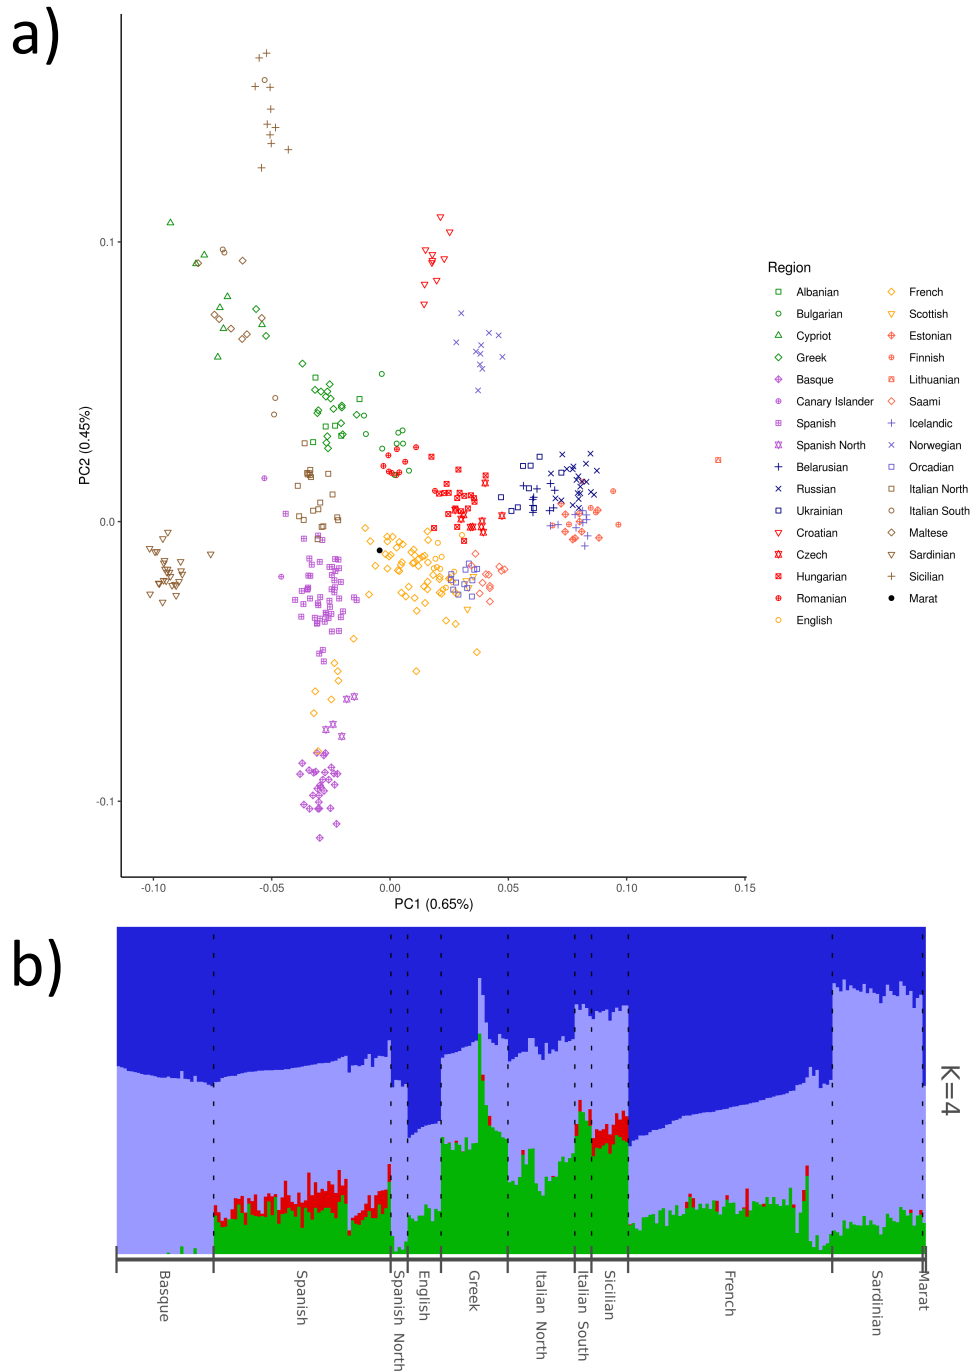 a)
0.1
0.0
-0.1
PC2 (0.45%)
-0.10
-0.05
0.00
0.05
0.10
0.15
PC1 (0.65%)
Region
Albanian
Bulgarian
Cypriot
Greek
Basque
Canary Islander
Spanish
Spanish North
Belarusian
Russian
Ukrainian
Croatian
Czech
Hungarian
Romanian
English
French
Scottish
Estonian
Finnish
Lithuanian
Saami
Icelandic
Norwegian
Orcadian
Italian North
Italian South
Maltese
Sardinian
Sicilian
Marat
b)
K=4
Basque
Spanish
Spanish North
English
Greek
Italian North
Italian South
Sicilian
French
Sardinian
Marat